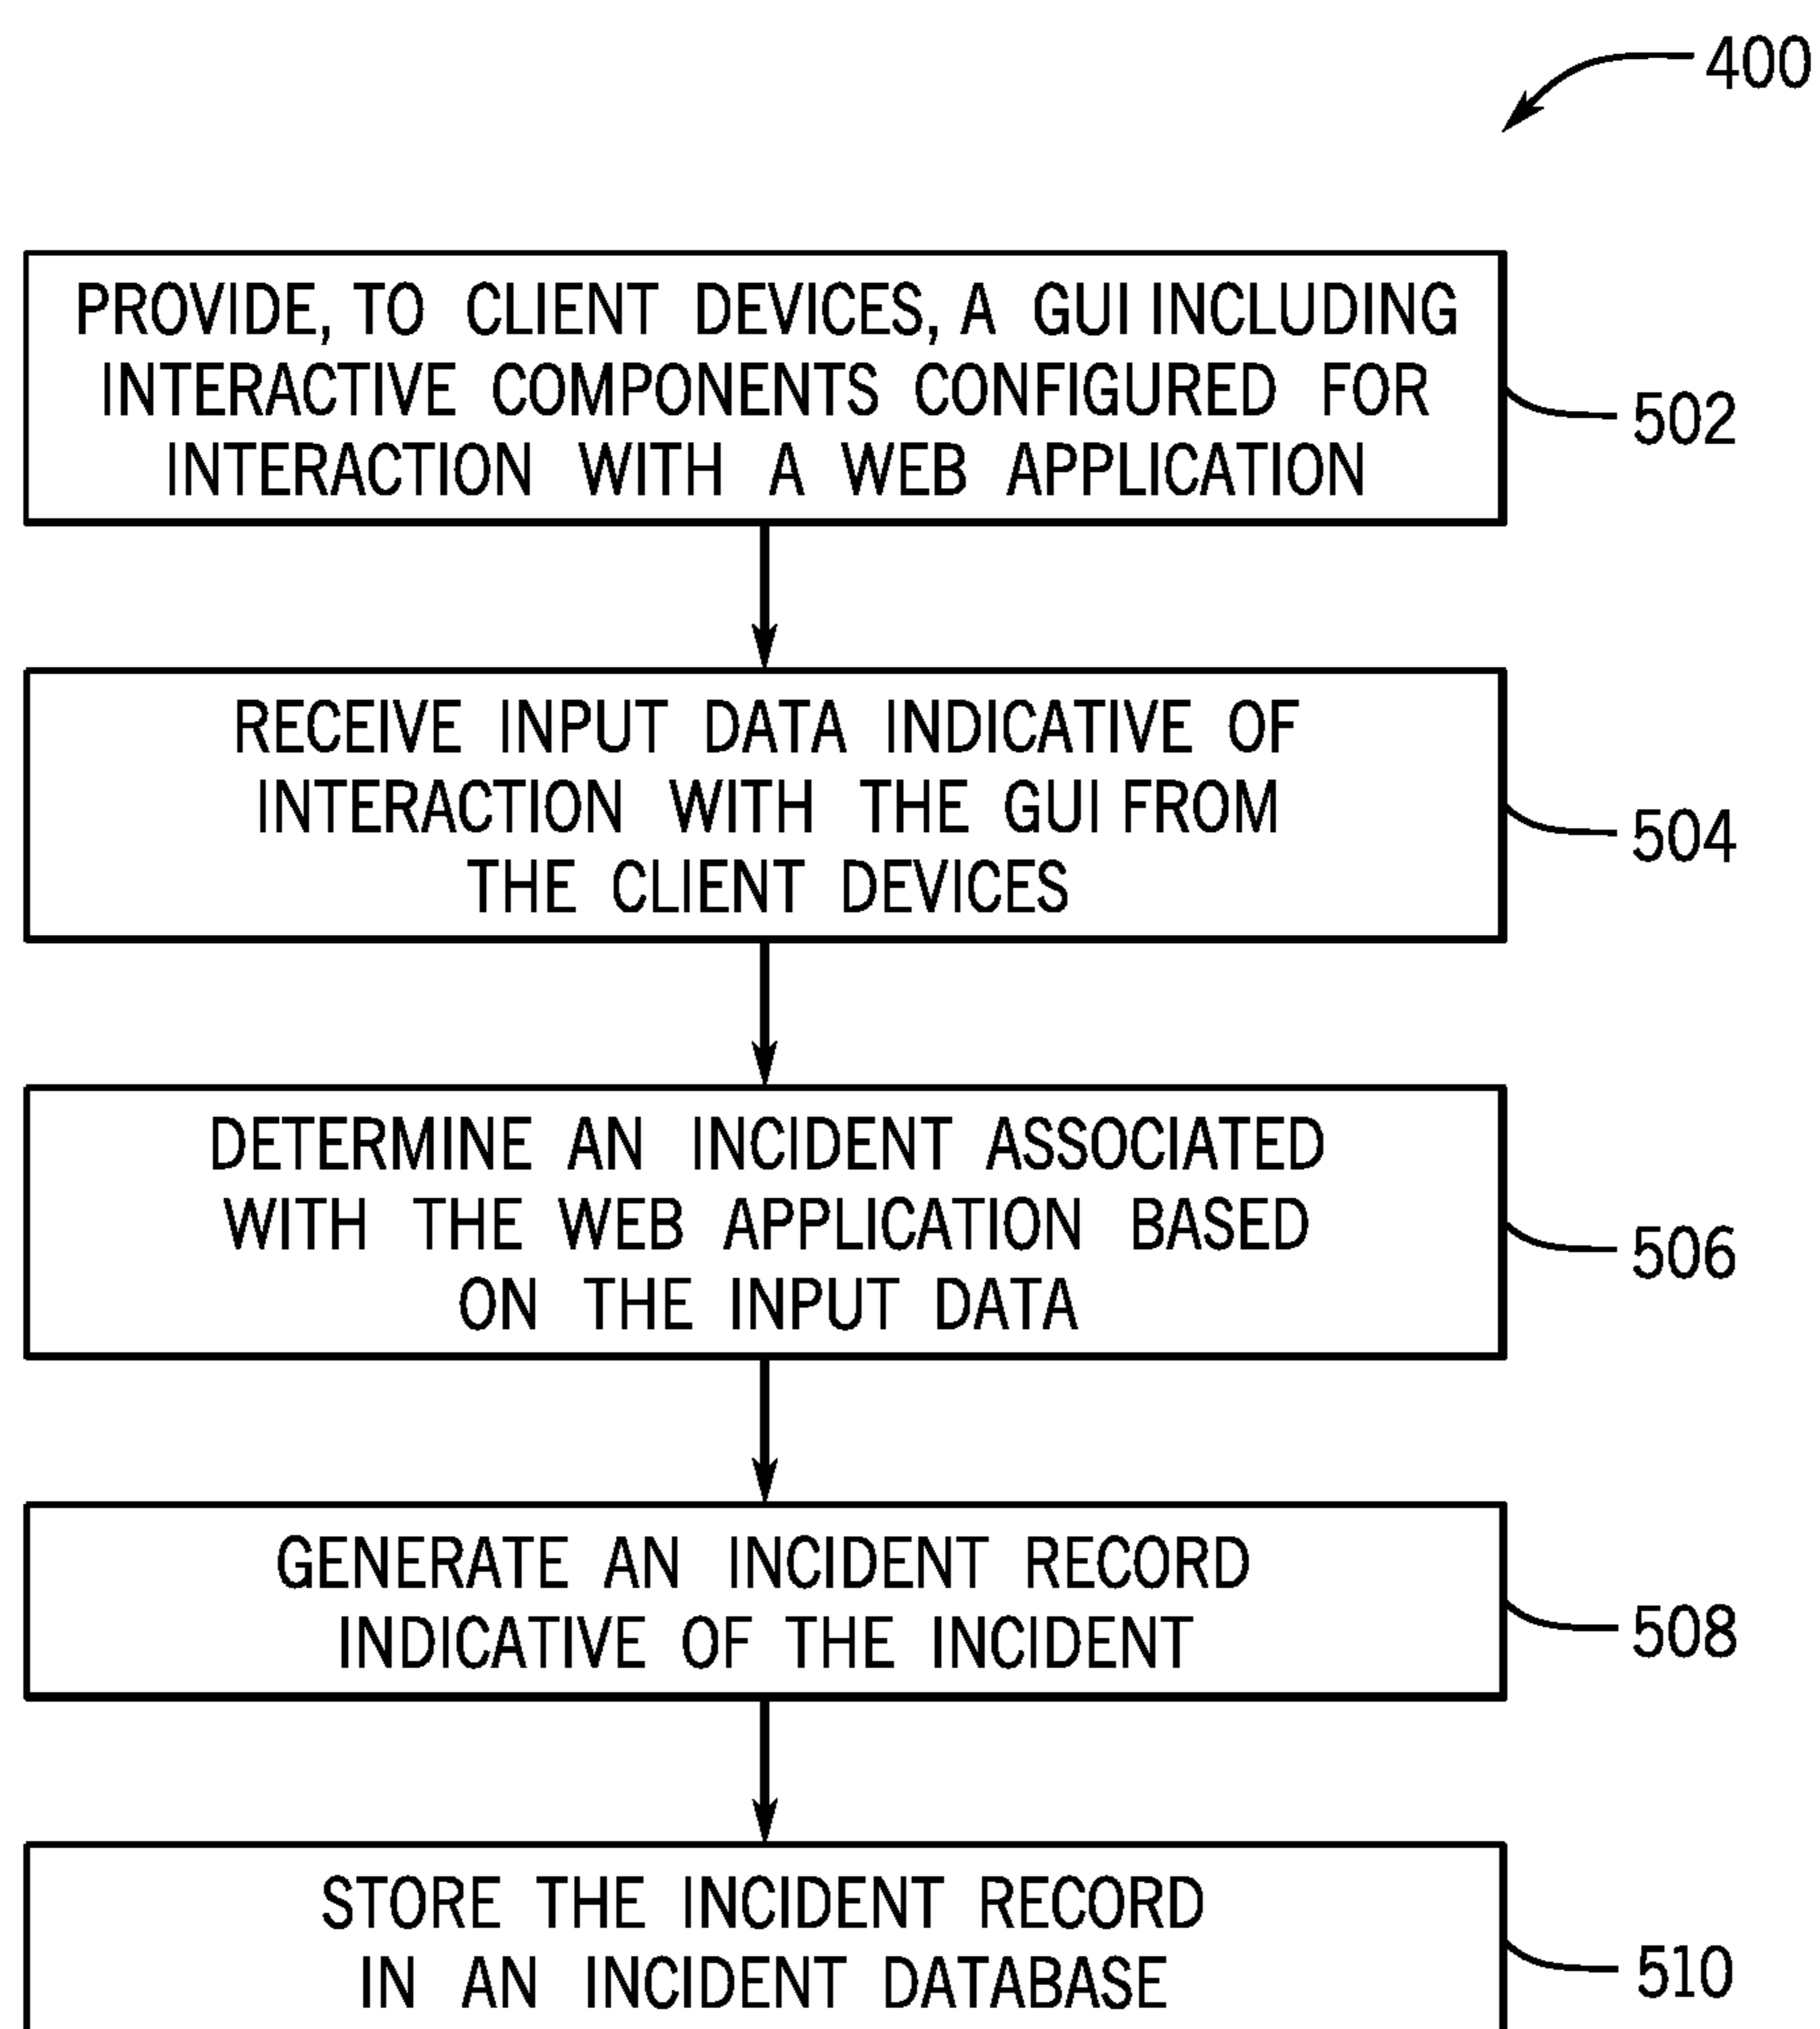 400
PROVIDE, TO CLIENT DEVICES, A GUI INCLUDING
INTERACTIVE COMPONENTS CONFIGURED FOR
INTERACTION WITH A WEB APPLICATION
502
RECEIVE INPUT DATA INDICATIVE OF
INTERACTION WITH THE GUI FROM
THE CLIENT DEVICES
504
DETERMINE AN INCIDENT ASSOCIATED
WITH THE WEB APPLICATION BASED
ON THE INPUT DATA
506
GENERATE AN INCIDENT RECORD
INDICATIVE OF THE INCIDENT
508
STORE THE INCIDENT RECORD
IN AN INCIDENT DATABASE
510